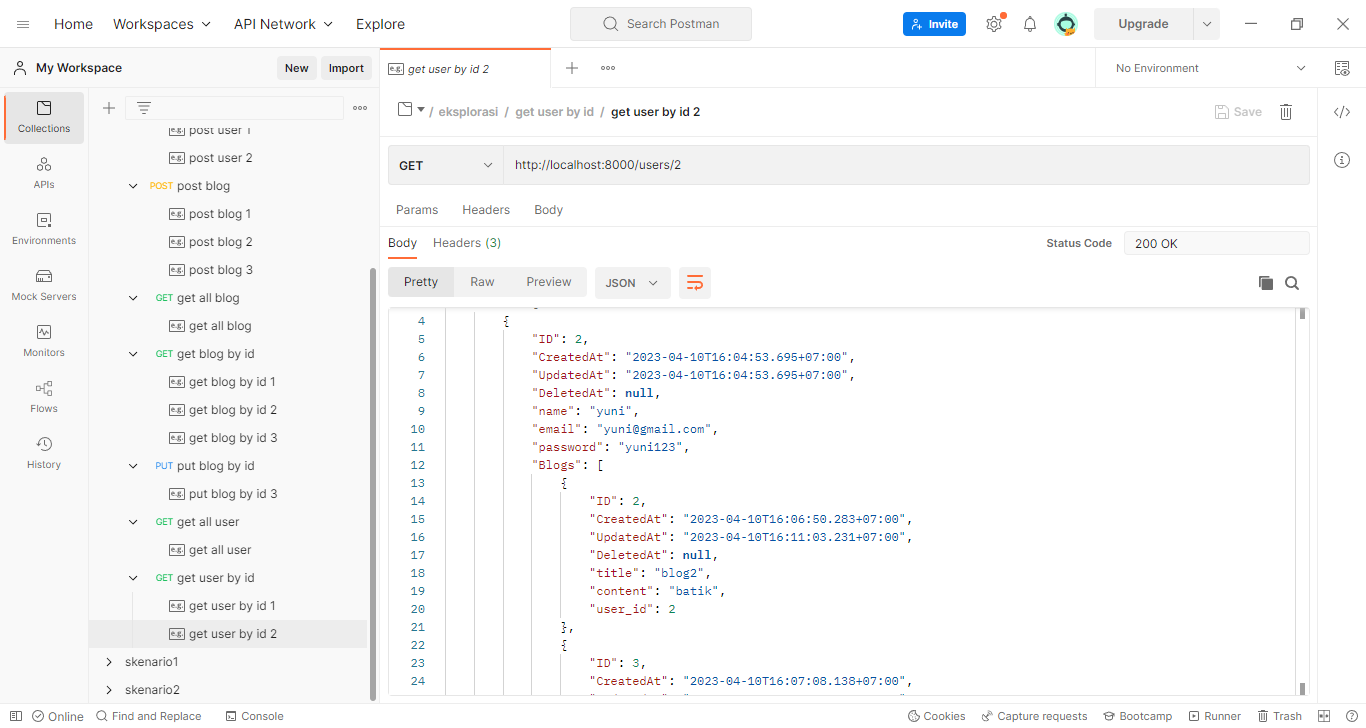 Home Workspaces API Network Explore Search Postman Invite Upgrade
My Workspace New Import
e.g. get user by id 2 No Environment
Collections
APIs
Environments
Mock Servers
Monitors
Flows
History
e.g. post user 1
e.g. post user 2
POST post blog
e.g. post blog 1
e.g. post blog 2
e.g. post blog 3
GET get all blog
e.g. get all blog
GET get blog by id
e.g. get blog by id 1
e.g. get blog by id 2
e.g. get blog by id 3
PUT put blog by id
e.g. put blog by id 3
GET get all user
e.g. get all user
GET get user by id
e.g. get user by id 1
e.g. get user by id 2
skenario1
skenario2
/ eksplorasi / get user by id / get user by id 2 Save
GET http://localhost:8000/users/2
Params Headers Body
Body Headers (3) Status Code 200 OK
Pretty Raw Preview JSON
4 {
5 "ID": 2,
6 "CreatedAt": "2023-04-10T16:04:53.695+07:00",
7 "UpdatedAt": "2023-04-10T16:04:53.695+07:00",
8 "DeletedAt": null,
9 "name": "yuni",
10 "email": "yuni@gmail.com",
11 "password": "yuni123",
12 "Blogs": [
13 {
14 "ID": 2,
15 "CreatedAt": "2023-04-10T16:06:50.283+07:00",
16 "UpdatedAt": "2023-04-10T16:11:03.231+07:00",
17 "DeletedAt": null,
18 "title": "blog2",
19 "content": "batik",
20 "user_id": 2
21 },
22 {
23 "ID": 3,
24 "CreatedAt": "2023-04-10T16:07:08.138+07:00",
Online Find and Replace Console Cookies Capture requests Bootcamp Runner Trash